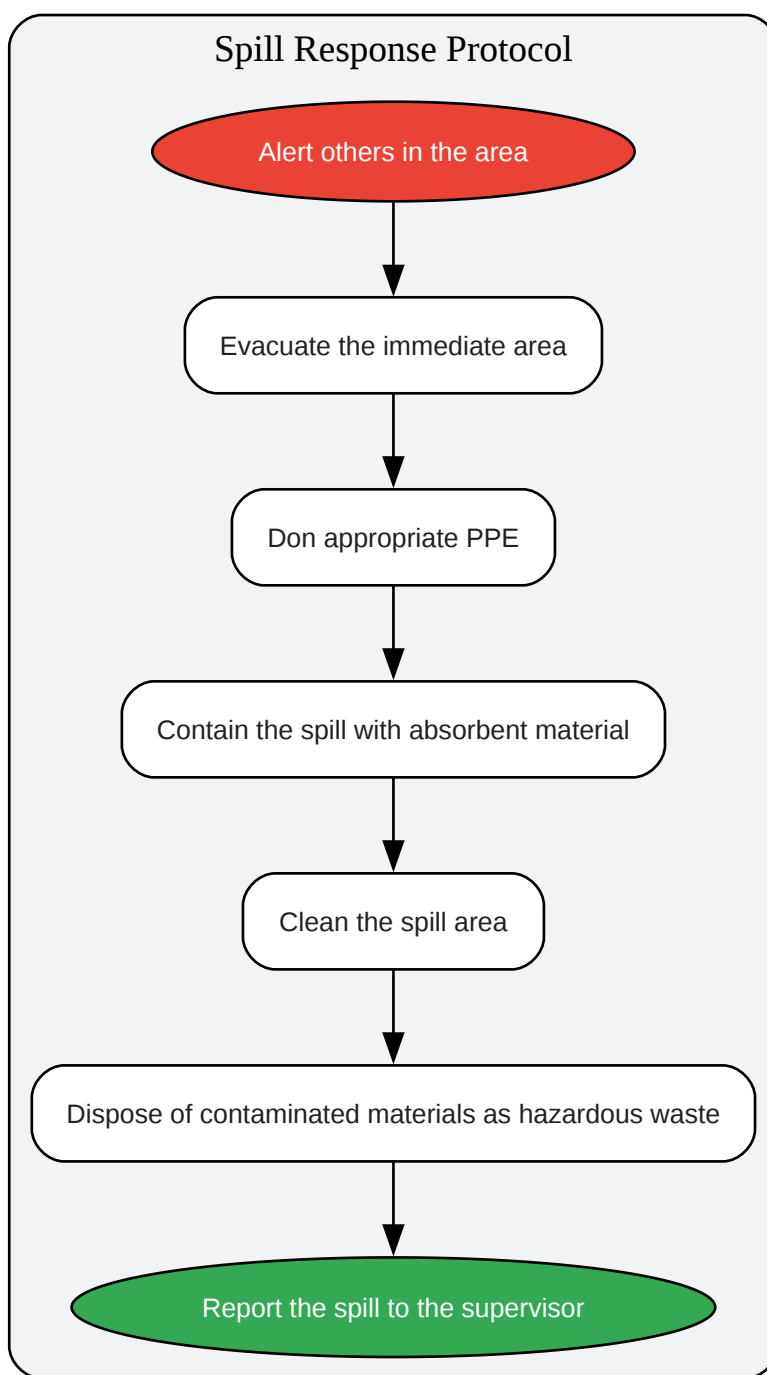 Spill Response Protocol
Alert others in the area
Evacuate the immediate area
Don appropriate PPE
Contain the spill with absorbent material
Clean the spill area
Dispose of contaminated materials as hazardous waste
Report the spill to the supervisor